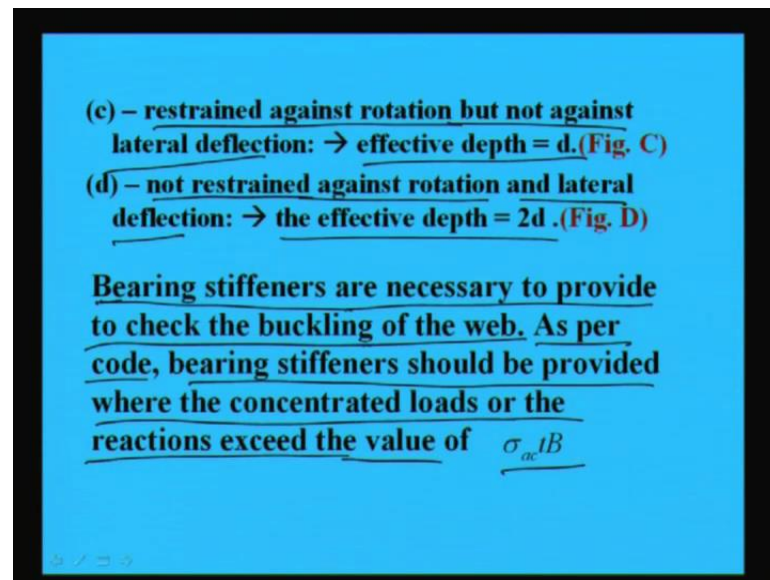 (c) – restrained against rotation but not against
lateral deflection: → effective depth = d.(Fig. C)
(d) – not restrained against rotation and lateral
deflection: → the effective depth = 2d .(Fig. D)
Bearing stiffeners are necessary to provide
to check the buckling of the web. As per
code, bearing stiffeners should be provided
where the concentrated loads or the
reactions exceed the value of σₐctB